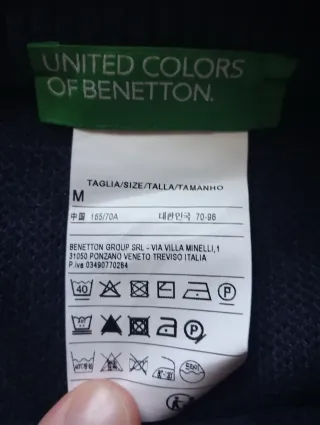 UNITED COLORS
OF BENETTON.
TAGLIA/SIZE/TALLA/TAMANHO
M
中国 165/70A 대한민국 70-96
BENETTON GROUP SRL - VIA VILLA MINELLI,1
31050 PONZANO VENETO TREVISO ITALIA
P.iva 03490770264
40 P